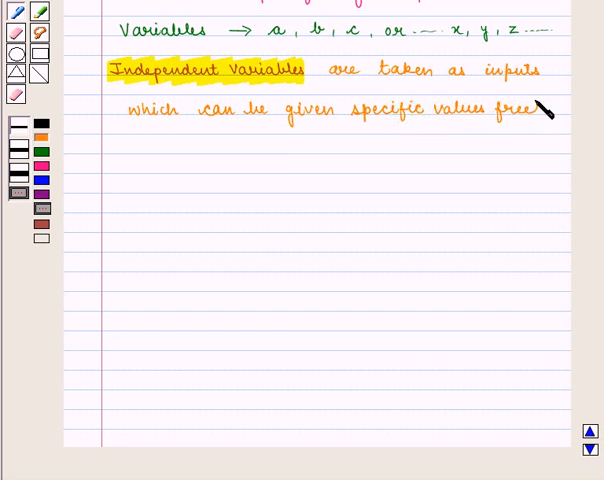 Variables → a, b, c, or ---- x, y, z ------
Independent Variables are taken as inputs
which can be given specific values free